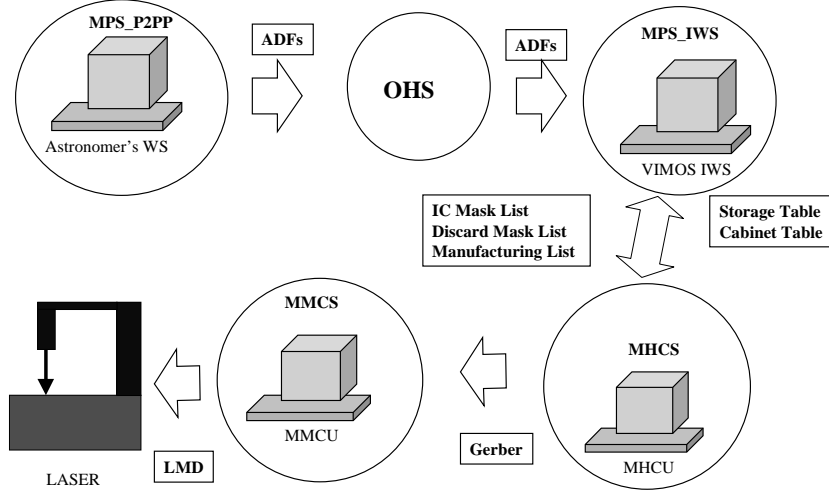 MPS_P2PP
Astronomer's WS
ADFs
OHS
ADFs
MPS_IWS
VIMOS IWS
IC Mask List
Discard Mask List
Manufacturing List
Storage Table
Cabinet Table
MHCS
MHCU
Gerber
MMCS
MMCU
LMD
LASER